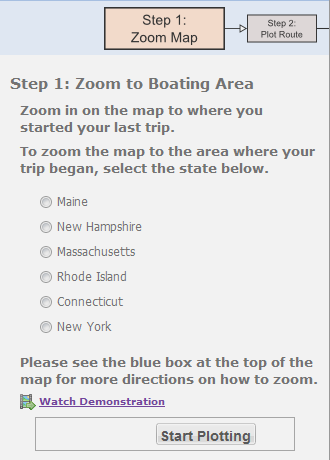 Step 1:
Zoom Map
Step 2:
Plot Route
Step 1: Zoom to Boating Area
Zoom in on the map to where you
started your last trip.
To zoom the map to the area where your
trip began, select the state below.
Maine
New Hampshire
Massachusetts
Rhode Island
Connecticut
New York
Please see the blue box at the top of the
map for more directions on how to zoom.
Watch Demonstration
Start Plotting